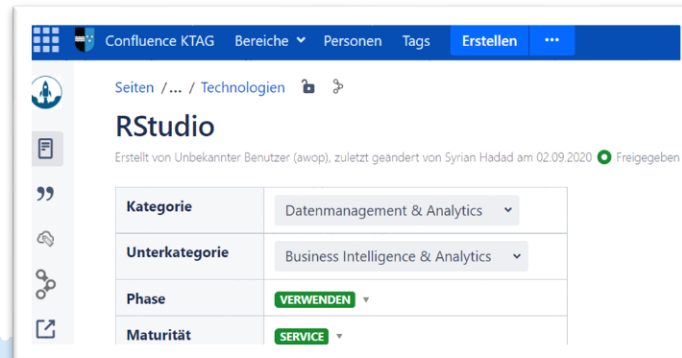 Confluence KTAG Bereiche Personen Tags Erstellen ...
Seiten /... / Technologien
RStudio
Erstellt von Unbekannter Benutzer (awop), zuletzt geändert von Syrian Hadad am 02.09.2020 Freigegeben
Kategorie Datenmanagement & Analytics
Unterkategorie Business Intelligence & Analytics
Phase VERWENDEN
Maturität SERVICE